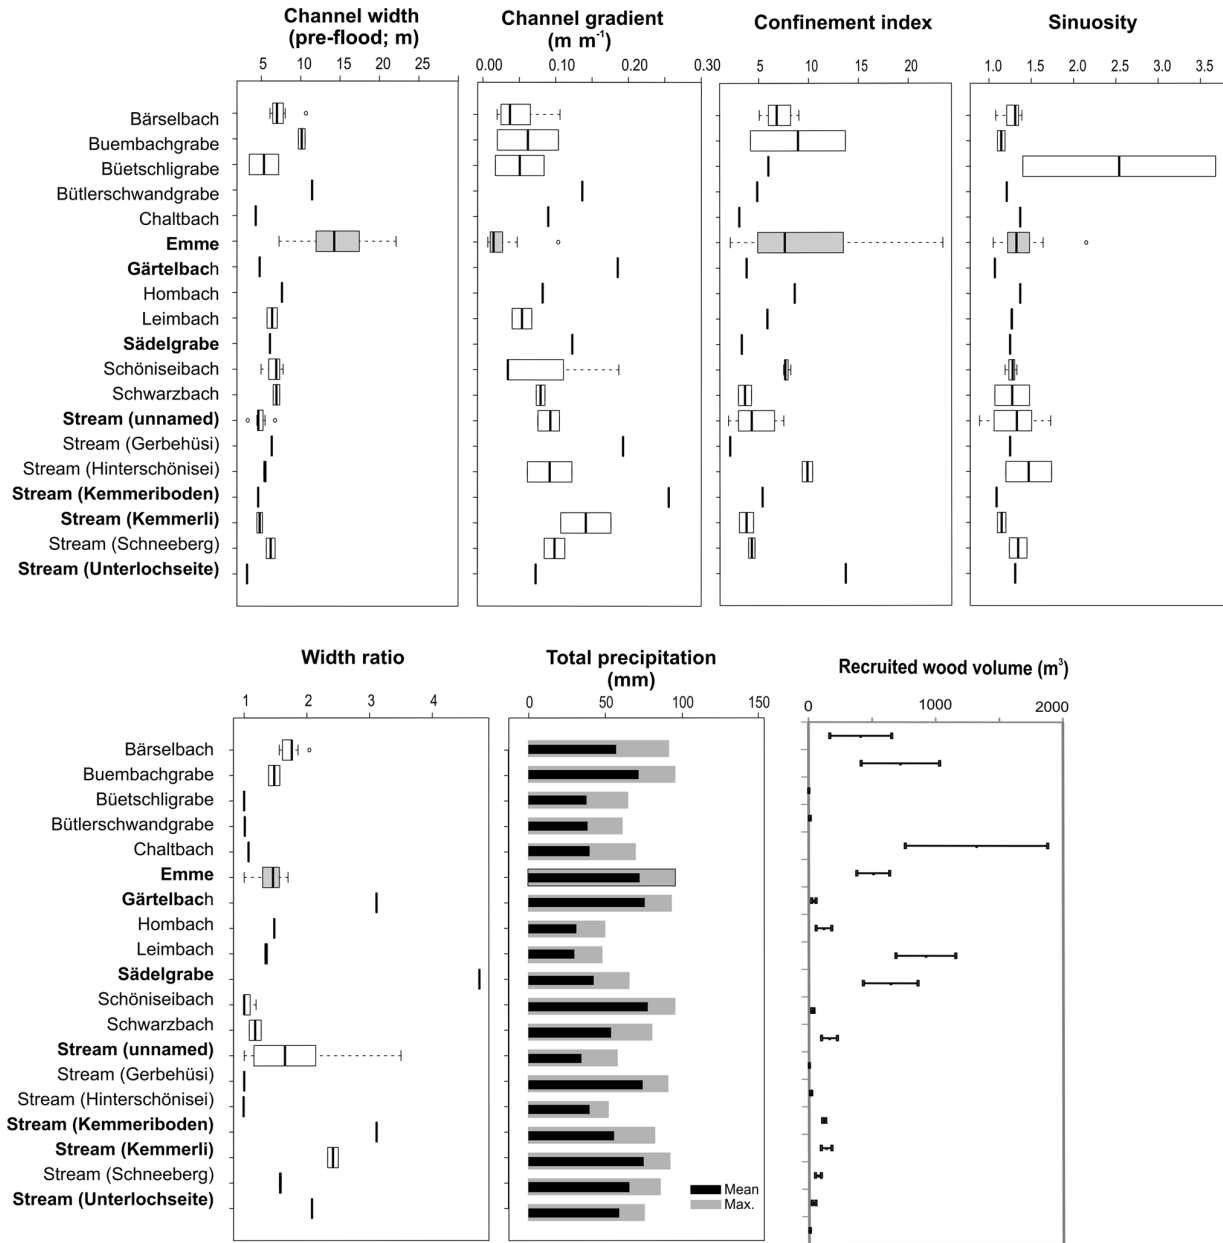 Channel width
(pre-flood; m)
Channel gradient
(m m-1)
Confinement index
Sinuosity
5 10 15 20 25
0.00 0.10 0.20 0.30
5 10 15 20
1.0 1.5 2.0 2.5 3.0 3.5
Bärselbach
Buembachgrabe
Büetschligrabe
Bütlerschwandgrabe
Chaltbach
Emme
Gärtelbach
Hombach
Leimbach
Sädelgrabe
Schöniseibach
Schwarzbach
Stream (unnamed)
Stream (Gerbehüsi)
Stream (Hinterschönisei)
Stream (Kemmeriboden)
Stream (Kemmerli)
Stream (Schneeberg)
Stream (Unterlochseite)
Width ratio
Total precipitation
(mm)
Recruited wood volume (m3)
1 2 3 4
0 50 100 150
0 1000 2000
Bärselbach
Buembachgrabe
Büetschligrabe
Bütlerschwandgrabe
Chaltbach
Emme
Gärtelbach
Hombach
Leimbach
Sädelgrabe
Schöniseibach
Schwarzbach
Stream (unnamed)
Stream (Gerbehüsi)
Stream (Hinterschönisei)
Stream (Kemmeriboden)
Stream (Kemmerli)
Stream (Schneeberg)
Stream (Unterlochseite)
Mean
Max.